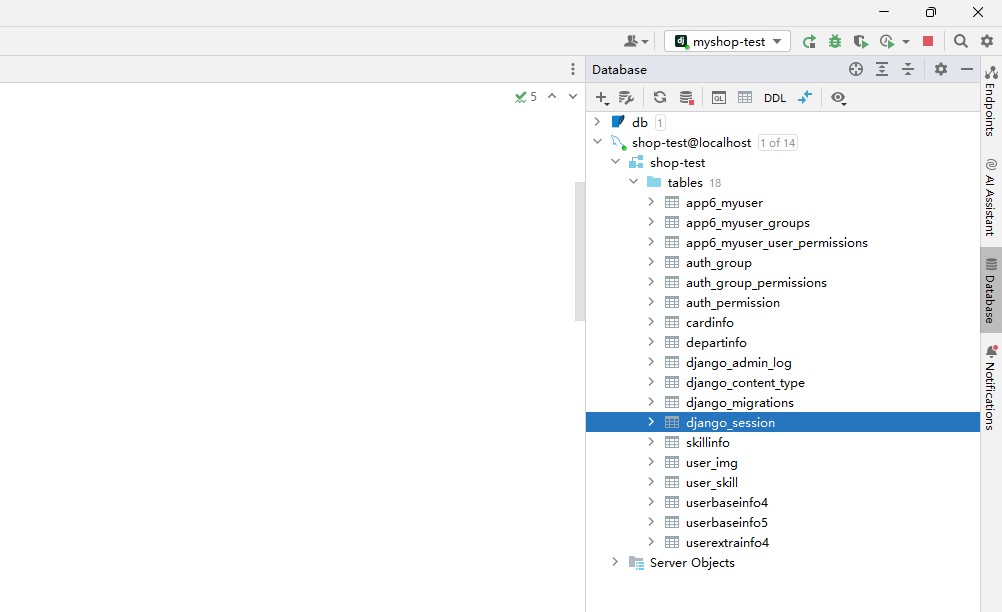 myshop-test
Database
5
DDL
db 1
shop-test@localhost 1 of 14
shop-test
tables 18
app6_myuser
app6_myuser_groups
app6_myuser_user_permissions
auth_group
auth_group_permissions
auth_permission
cardinfo
departinfo
django_admin_log
django_content_type
django_migrations
django_session
skillinfo
user_img
user_skill
userbaseinfo4
userbaseinfo5
userextrainfo4
Server Objects
Endpoints
AI Assistant
Database
Notifications